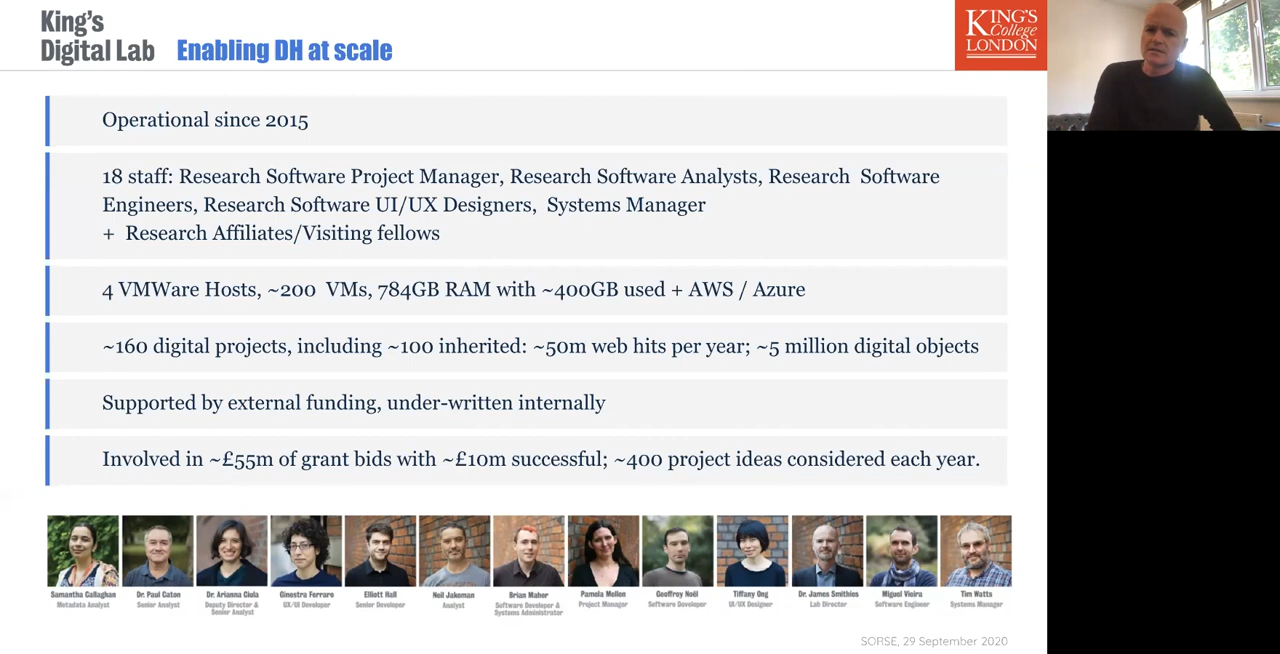 King's
Digital Lab
Enabling DH at scale
KING'S
College
LONDON
Operational since 2015
18 staff: Research Software Project Manager, Research Software Analysts, Research Software
Engineers, Research Software UI/UX Designers, Systems Manager
+ Research Affiliates/Visiting fellows
4 VMWare Hosts, ~200 VMs, 784GB RAM with ~400GB used + AWS / Azure
~160 digital projects, including ~100 inherited: ~50m web hits per year; ~5 million digital objects
Supported by external funding, under-written internally
Involved in ~£55m of grant bids with ~£10m successful; ~400 project ideas considered each year.
Samantha Callaghan
Metadata Analyst
Dr. Paul Caton
Senior Analyst
Dr. Arianna Ciula
Deputy Director &
Senior Analyst
Ginestra Ferraro
UX/UI Developer
Elliott Hall
Senior Developer
Neil Jakeman
Analyst
Brian Maher
Software Developer &
Systems Administrator
Pamela Mellen
Project Manager
Geoffroy Noël
Software Developer
Tiffany Ong
UI/UX Designer
Dr. James Smithies
Lab Director
Miguel Vieira
Software Engineer
Tim Watts
Systems Manager
SORSE, 29 September 2020